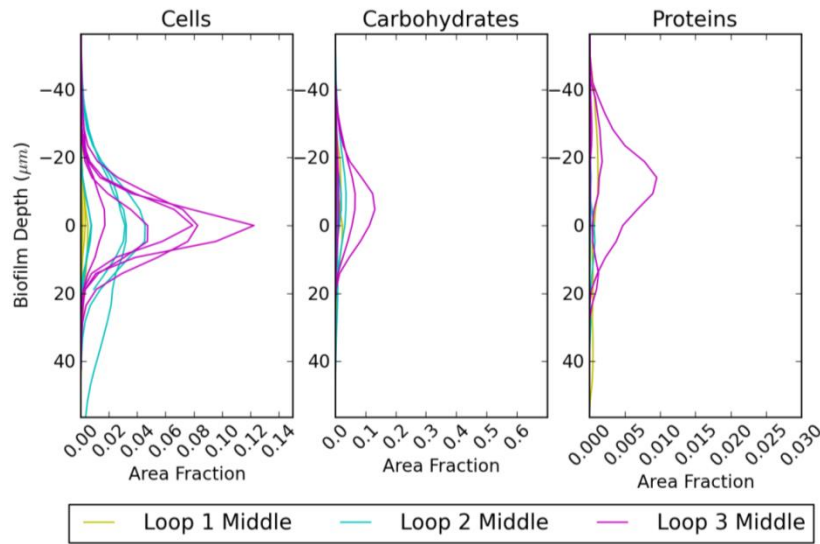 Cells Carbohydrates Proteins
Biofilm Depth (μm)
−40 −40 −40
−20 −20 −20
0 0 0
20 20 20
40 40 40
0.00 0.02 0.04 0.06 0.08 0.10 0.12 0.14 0.0 0.1 0.2 0.3 0.4 0.5 0.6 0.000 0.005 0.010 0.015 0.020 0.025 0.030
Area Fraction Area Fraction Area Fraction
Loop 1 Middle Loop 2 Middle Loop 3 Middle